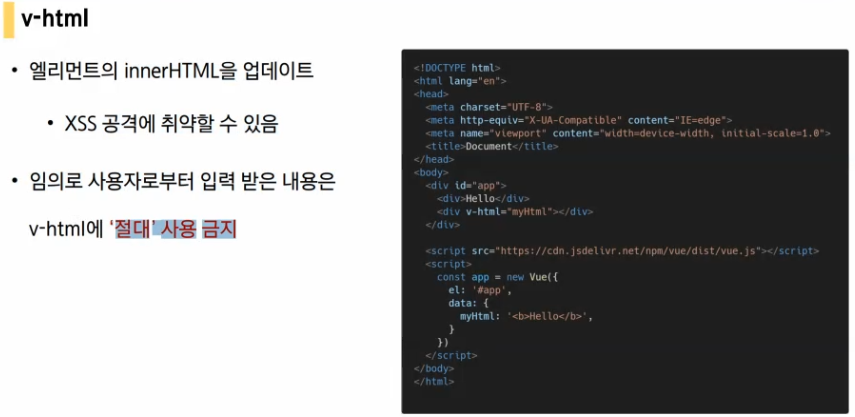 v-html
• 엘리먼트의 innerHTML을 업데이트
• XSS 공격에 취약할 수 있음
• 임의로 사용자로부터 입력 받은 내용은
v-html에 ‘절대’ 사용 금지
<!DOCTYPE html>
<html lang="en">
<head>
  <meta charset="UTF-8">
  <meta http-equiv="X-UA-Compatible" content="IE=edge">
  <meta name="viewport" content="width=device-width, initial-scale=1.0">
  <title>Document</title>
</head>
<body>
  <div id="app">
    <div>Hello</div>
    <div v-html="myHtml"></div>
  </div>

  <script src="https://cdn.jsdelivr.net/npm/vue/dist/vue.js"></script>
  <script>
    const app = new Vue({
      el: '#app',
      data: {
        myHtml: '<b>Hello</b>',
      }
    })
  </script>
</body>
</html>